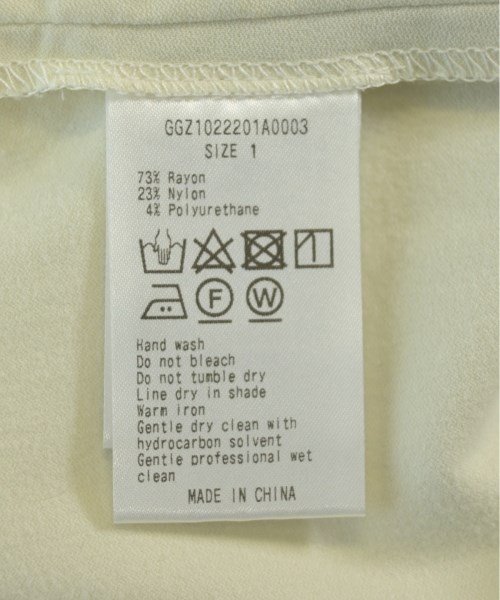 GGZ1022201A0003
SIZE 1
73% Rayon
23% Nylon
4% Polyurethane
F W
Hand wash
Do not bleach
Do not tumble dry
Line dry in shade
Warm iron
Gentle dry clean with
hydrocarbon solvent
Gentle professional wet
clean
MADE IN CHINA